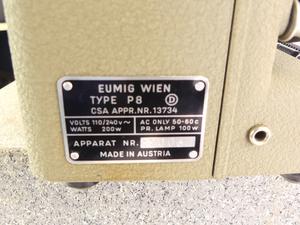 EUMIG WIEN
TYPE P8 D
CSA APPR.NR.13734
VOLTS 110/240v~ AC ONLY 50-60c
WATTS 200w PR. LAMP 100w
APPARAT NR.
MADE IN AUSTRIA